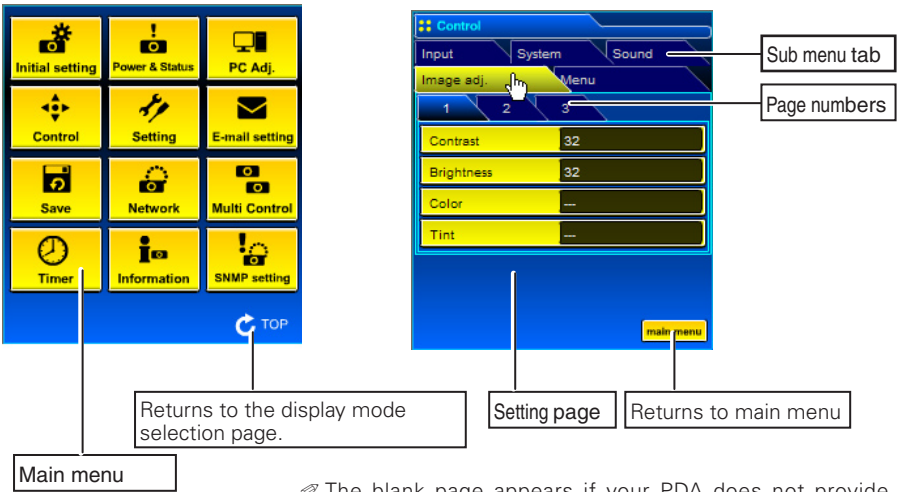 Initial setting
Power & Status
PC Adj.
Control
Setting
E-mail setting
Save
Network
Multi Control
Timer
Information
SNMP setting
TOP
Returns to the display mode
selection page.
Main menu
Control
Input System Sound
Image adj. Menu
1 2 3
Contrast 32
Brightness 32
Color ---
Tint ---
main menu
Sub menu tab
Page numbers
Setting page
Returns to main menu
The blank page appears if your PDA does not provide